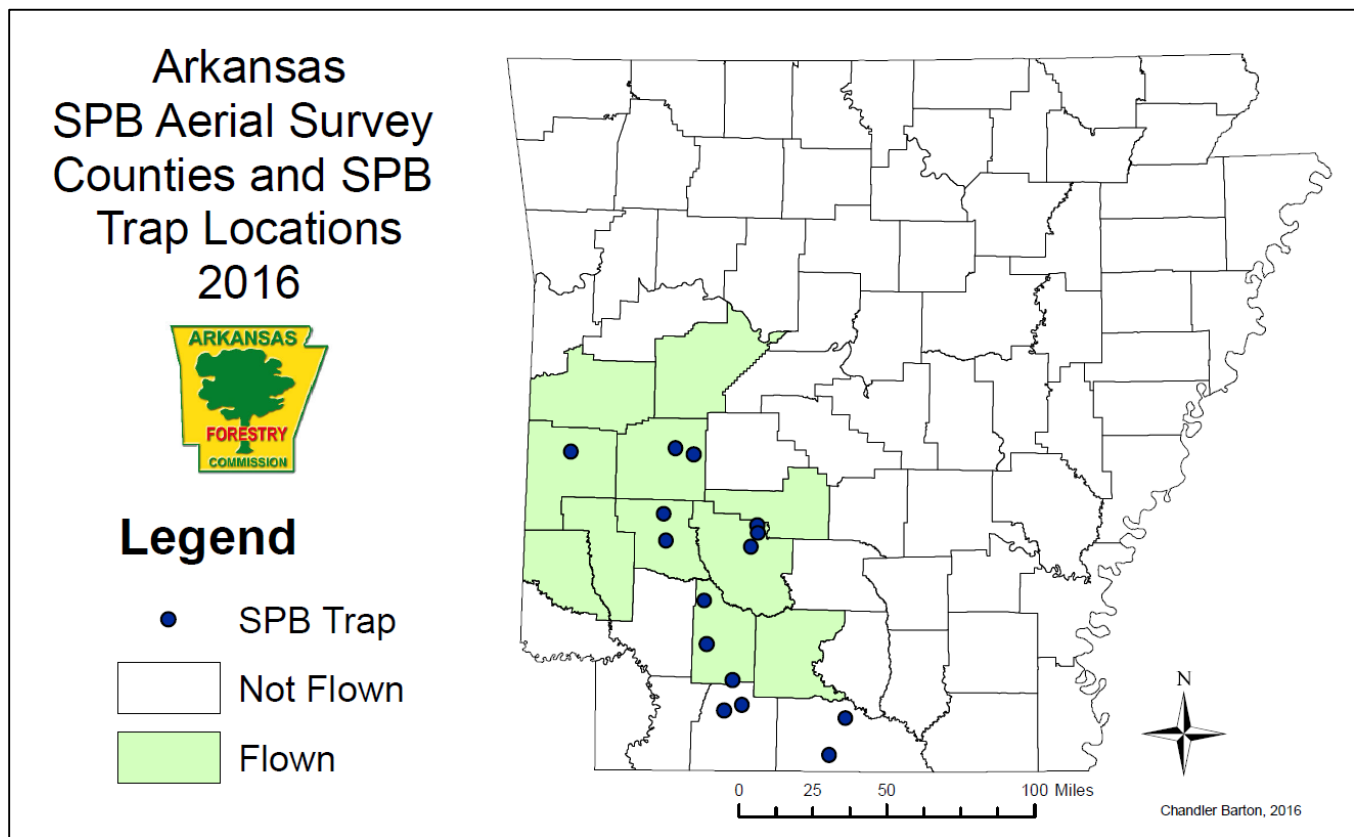 Arkansas
SPB Aerial Survey
Counties and SPB
Trap Locations
2016
ARKANSAS
FORESTRY
COMMISSION
Legend
SPB Trap
Not Flown
Flown
N
0 25 50 100 Miles
Chandler Barton, 2016